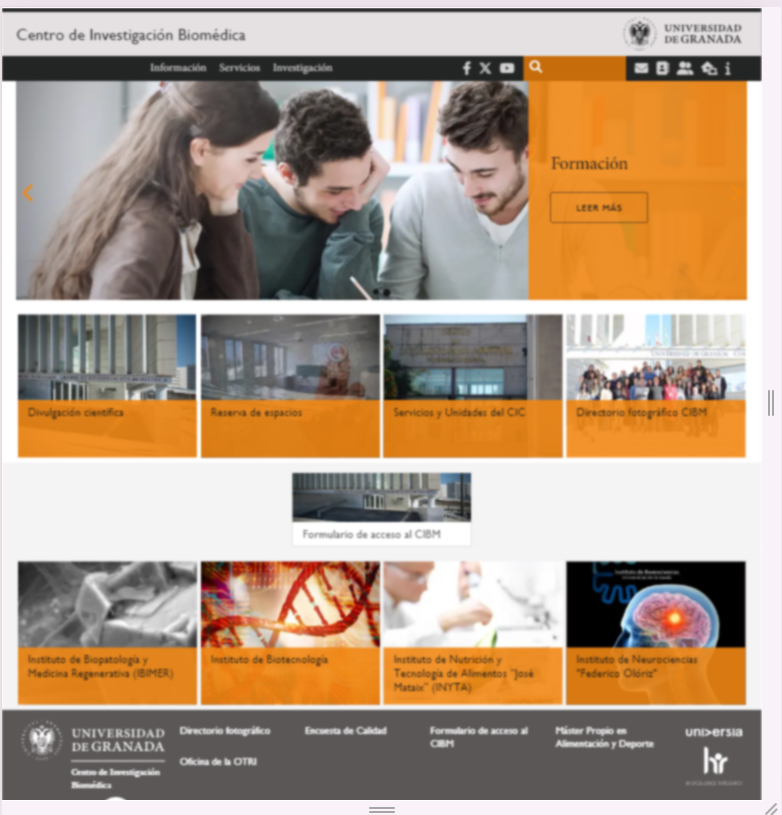 Centro de Investigación Biomédica
UNIVERSIDAD
DE GRANADA
Información Servicios Investigación
Formación
LEER MÁS
Divulgación científica
Reserva de espacios
Servicios y Unidades del CIC
Directorio fotográfico CIBM
Formulario de acceso al CIBM
Instituto de Biopatología y
Medicina Regenerativa (IBIMER)
Instituto de Biotecnología
Instituto de Nutrición y
Tecnología de Alimentos "José
Mataix" (INYTA)
Instituto de Neurociencias
Instituto de Neurociencias
"Federico Olóriz"
UNIVERSIDAD
DE GRANADA
Centro de Investigación
Biomédica
Directorio fotográfico
Oficina de la OTRI
Encuesta de Calidad
Formulario de acceso al
CIBM
Máster Propio en
Alimentación y Deporte
universia
hr